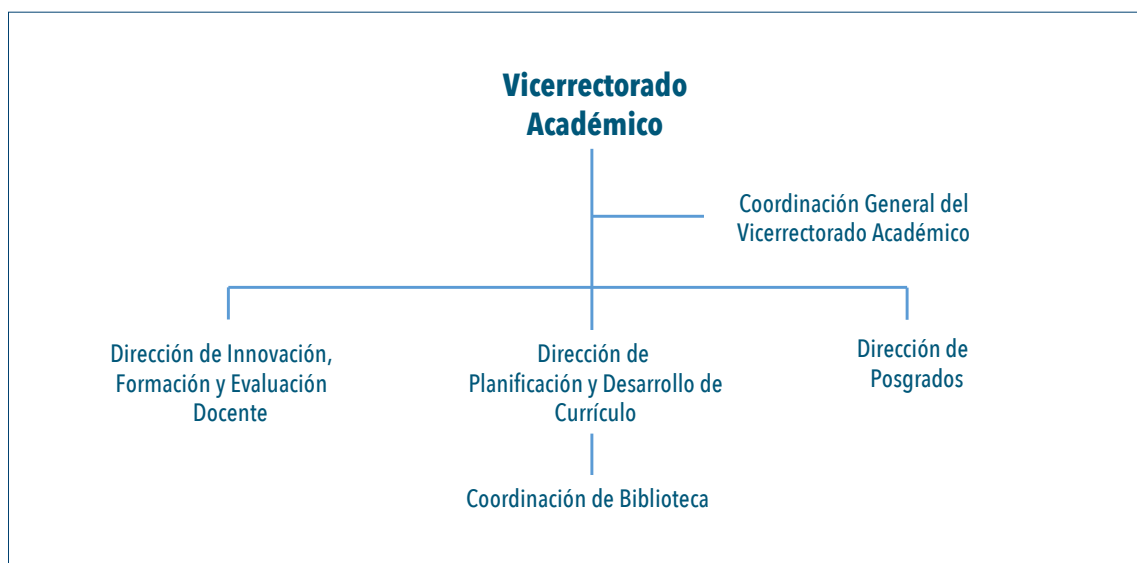 Vicerrectorado
Académico
Coordinación General del
Vicerrectorado Académico
Dirección de Innovación,
Formación y Evaluación
Docente
Dirección de
Planificación y Desarrollo de
Currículo
Dirección de
Posgrados
Coordinación de Biblioteca